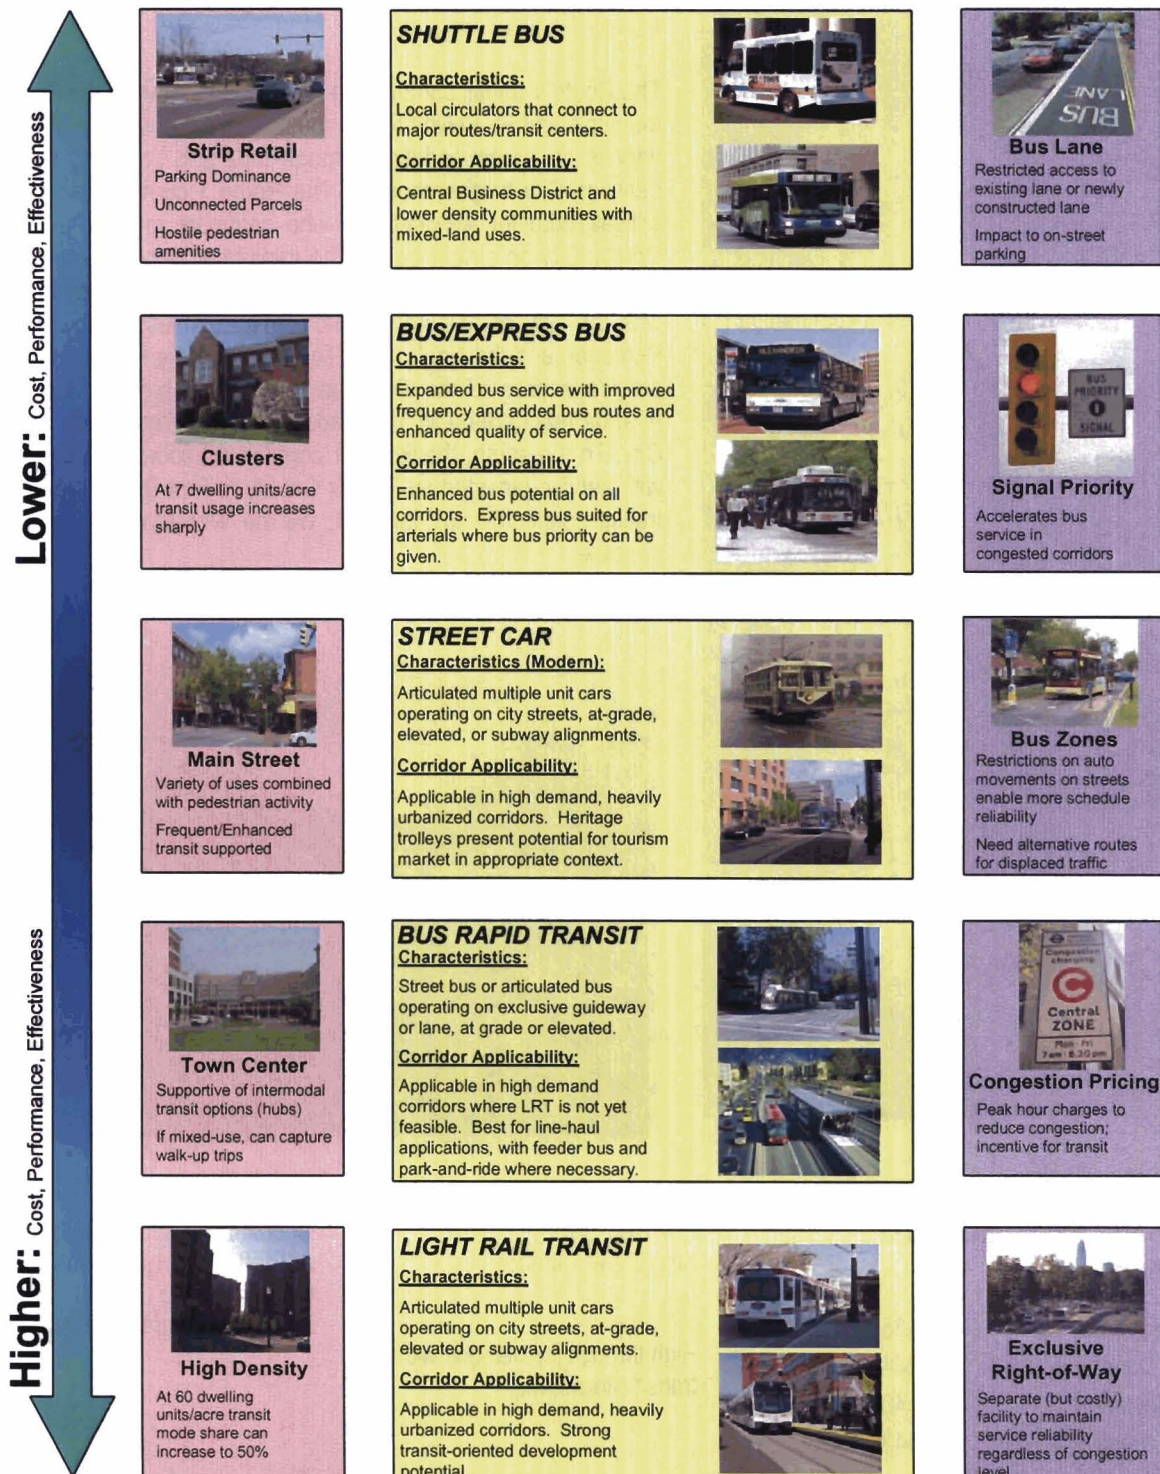 Lower: Cost, Performance, Effectiveness
Higher: Cost, Performance, Effectiveness
Strip Retail
Parking Dominance
Unconnected Parcels
Hostile pedestrian
amenities
SHUTTLE BUS
Characteristics:
Local circulators that connect to
major routes/transit centers.
Corridor Applicability:
Central Business District and
lower density communities with
mixed-land uses.
BUS
LANE
Bus Lane
Restricted access to
existing lane or newly
constructed lane
Impact to on-street
parking
Clusters
At 7 dwelling units/acre
transit usage increases
sharply
BUS/EXPRESS BUS
Characteristics:
Expanded bus service with improved
frequency and added bus routes and
enhanced quality of service.
Corridor Applicability:
Enhanced bus potential on all
corridors. Express bus suited for
arterials where bus priority can be
given.
BUS
PRIORITY
SIGNAL
Signal Priority
Accelerates bus
service in
congested corridors
Main Street
Variety of uses combined
with pedestrian activity
Frequent/Enhanced
transit supported
STREET CAR
Characteristics (Modern):
Articulated multiple unit cars
operating on city streets, at-grade,
elevated, or subway alignments.
Corridor Applicability:
Applicable in high demand, heavily
urbanized corridors. Heritage
trolleys present potential for tourism
market in appropriate context.
Bus Zones
Restrictions on auto
movements on streets
enable more schedule
reliability
Need alternative routes
for displaced traffic
Town Center
Supportive of intermodal
transit options (hubs)
If mixed-use, can capture
walk-up trips
BUS RAPID TRANSIT
Characteristics:
Street bus or articulated bus
operating on exclusive guideway
or lane, at grade or elevated.
Corridor Applicability:
Applicable in high demand
corridors where LRT is not yet
feasible. Best for line-haul
applications, with feeder bus and
park-and-ride where necessary.
Congestion
charging
C
Central
ZONE
Mon - Fri
7 am - 6.30 pm
Congestion Pricing
Peak hour charges to
reduce congestion;
incentive for transit
High Density
At 60 dwelling
units/acre transit
mode share can
increase to 50%
LIGHT RAIL TRANSIT
Characteristics:
Articulated multiple unit cars
operating on city streets, at-grade,
elevated or subway alignments.
Corridor Applicability:
Applicable in high demand, heavily
urbanized corridors. Strong
transit-oriented development
potential
Exclusive
Right-of-Way
Separate (but costly)
facility to maintain
service reliability
regardless of congestion
level